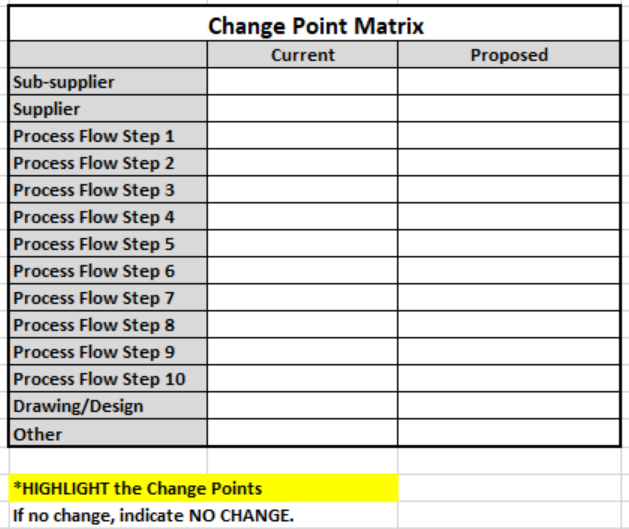 Change Point Matrix
Current Proposed
Sub-supplier
Supplier
Process Flow Step 1
Process Flow Step 2
Process Flow Step 3
Process Flow Step 4
Process Flow Step 5
Process Flow Step 6
Process Flow Step 7
Process Flow Step 8
Process Flow Step 9
Process Flow Step 10
Drawing/Design
Other
*HIGHLIGHT the Change Points
If no change, indicate NO CHANGE.